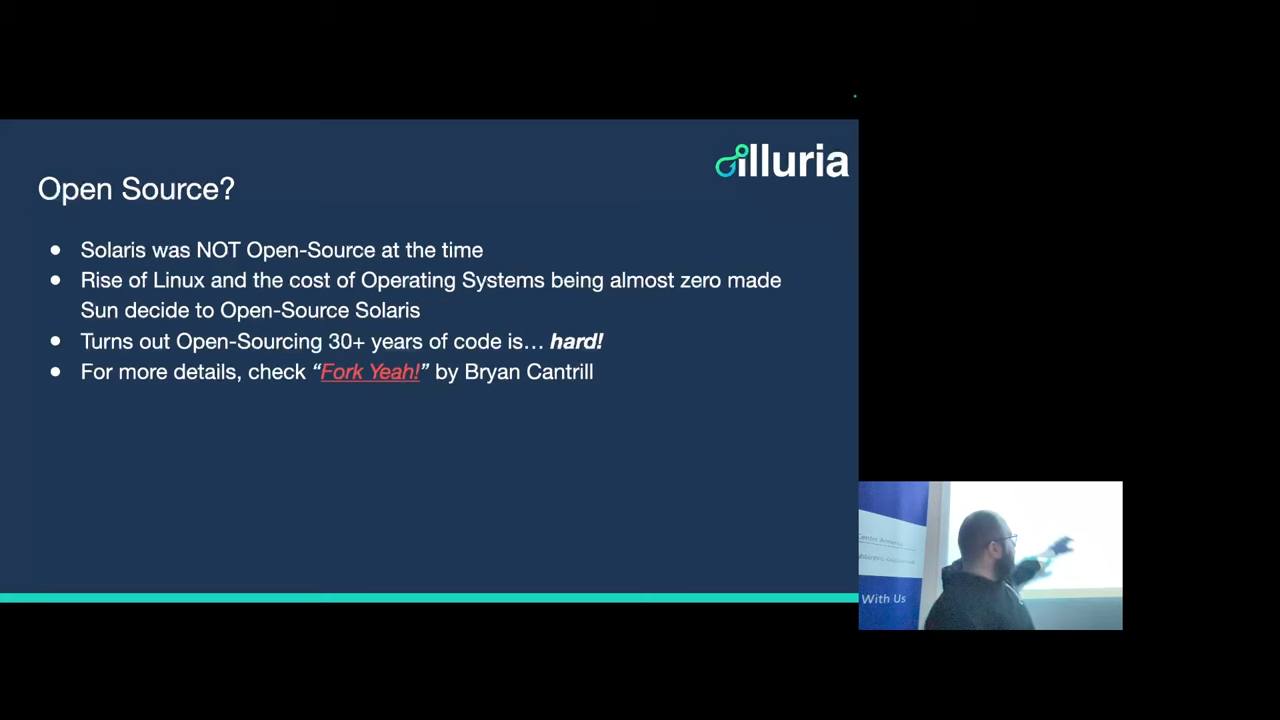 illuria
Open Source?
● Solaris was NOT Open-Source at the time
● Rise of Linux and the cost of Operating Systems being almost zero made
Sun decide to Open-Source Solaris
● Turns out Open-Sourcing 30+ years of code is… hard!
● For more details, check “Fork Yeah!” by Bryan Cantrill
With Us